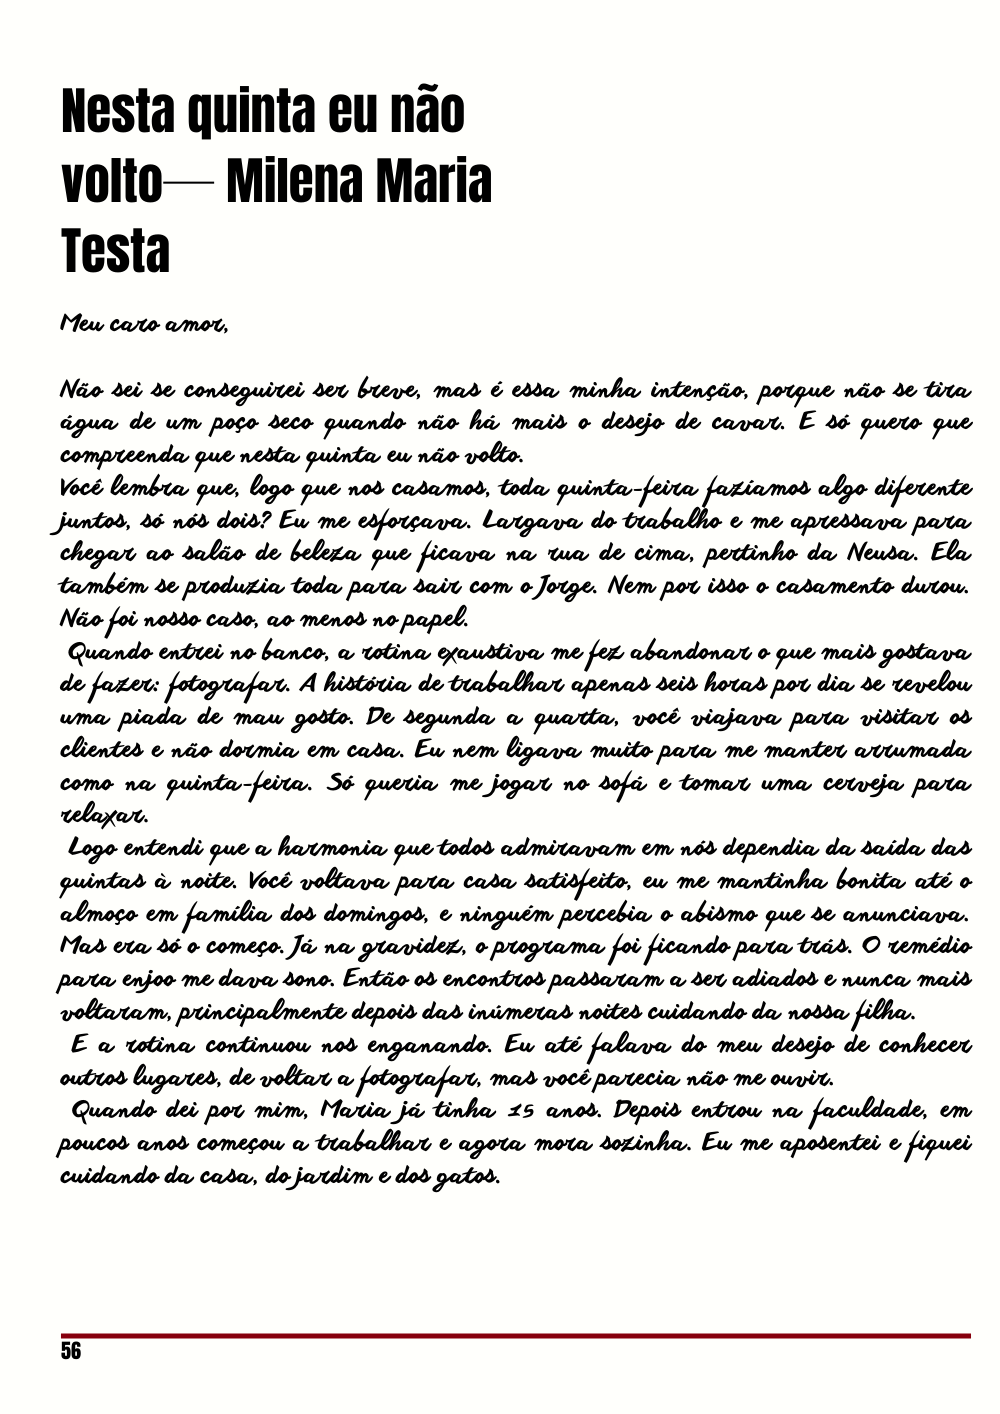 Nesta quinta eu não
volto— Milena Maria
Testa
Meu caro amor,
Não sei se conseguirei ser breve, mas é essa minha intenção, porque não se tira
água de um poço seco quando não há mais o desejo de cavar. E só quero que
compreenda que nesta quinta eu não volto.
Você lembra que, logo que nos casamos, toda quinta-feira fazíamos algo diferente
juntos, só nós dois? Eu me esforçava. Largava do trabalho e me apressava para
chegar ao salão de beleza que ficava na rua de cima, pertinho da Neusa. Ela
também se produzia toda para sair com o Jorge. Nem por isso o casamento durou.
Não foi nosso caso, ao menos no papel.
Quando entrei no banco, a rotina exaustiva me fez abandonar o que mais gostava
de fazer: fotografar. A história de trabalhar apenas seis horas por dia se revelou
uma piada de mau gosto. De segunda a quarta, você viajava para visitar os
clientes e não dormia em casa. Eu nem ligava muito para me manter arrumada
como na quinta-feira. Só queria me jogar no sofá e tomar uma cerveja para
relaxar.
Logo entendi que a harmonia que todos admiravam em nós dependia da saída das
quintas à noite. Você voltava para casa satisfeito, eu me mantinha bonita até o
almoço em família dos domingos, e ninguém percebia o abismo que se anunciava.
Mas era só o começo. Já na gravidez, o programa foi ficando para trás. O remédio
para enjoo me dava sono. Então os encontros passaram a ser adiados e nunca mais
voltaram, principalmente depois das inúmeras noites cuidando da nossa filha.
E a rotina continuou nos enganando. Eu até falava do meu desejo de conhecer
outros lugares, de voltar a fotografar, mas você parecia não me ouvir.
Quando dei por mim, Maria já tinha 15 anos. Depois entrou na faculdade, em
poucos anos começou a trabalhar e agora mora sozinha. Eu me aposentei e fiquei
cuidando da casa, do jardim e dos gatos.
56